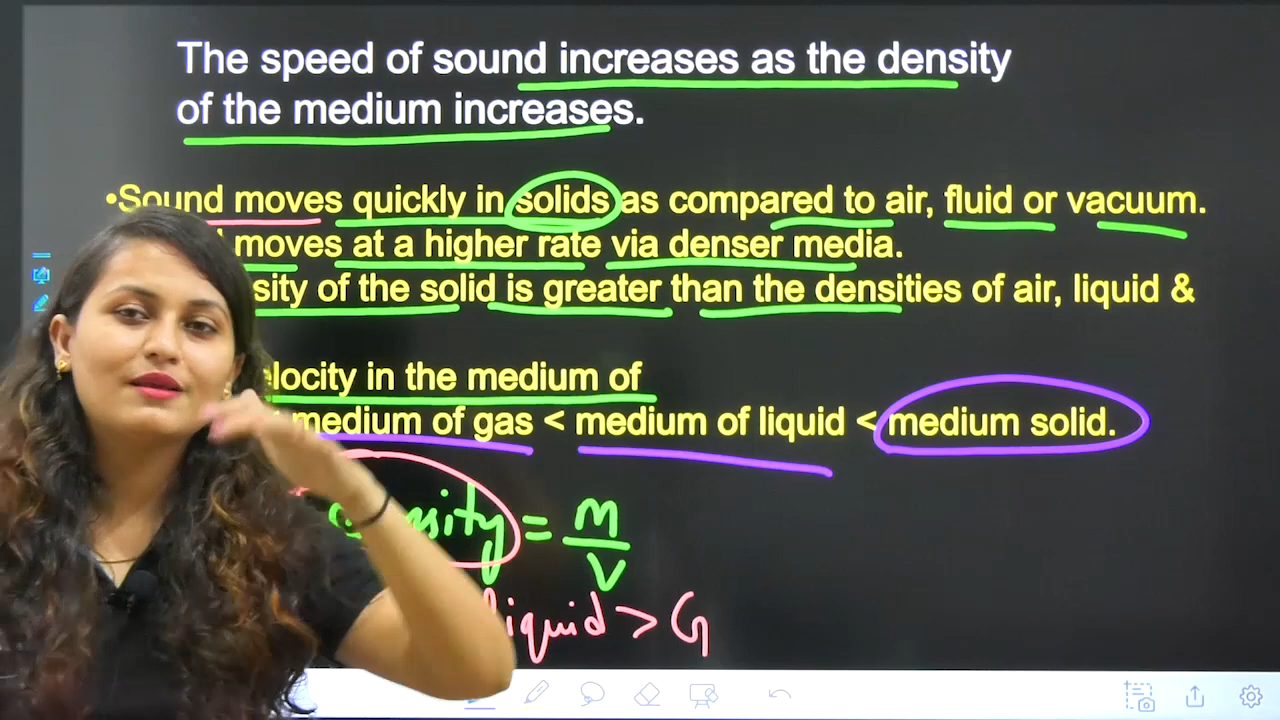 The speed of sound increases as the density
of the medium increases.
•Sound moves quickly in solids as compared to air, fluid or vacuum.
moves at a higher rate via denser media.
of the solid is greater than the densities of air, liquid &
in the medium of
medium of gas < medium of liquid < medium solid.
= m
v
liquid > G